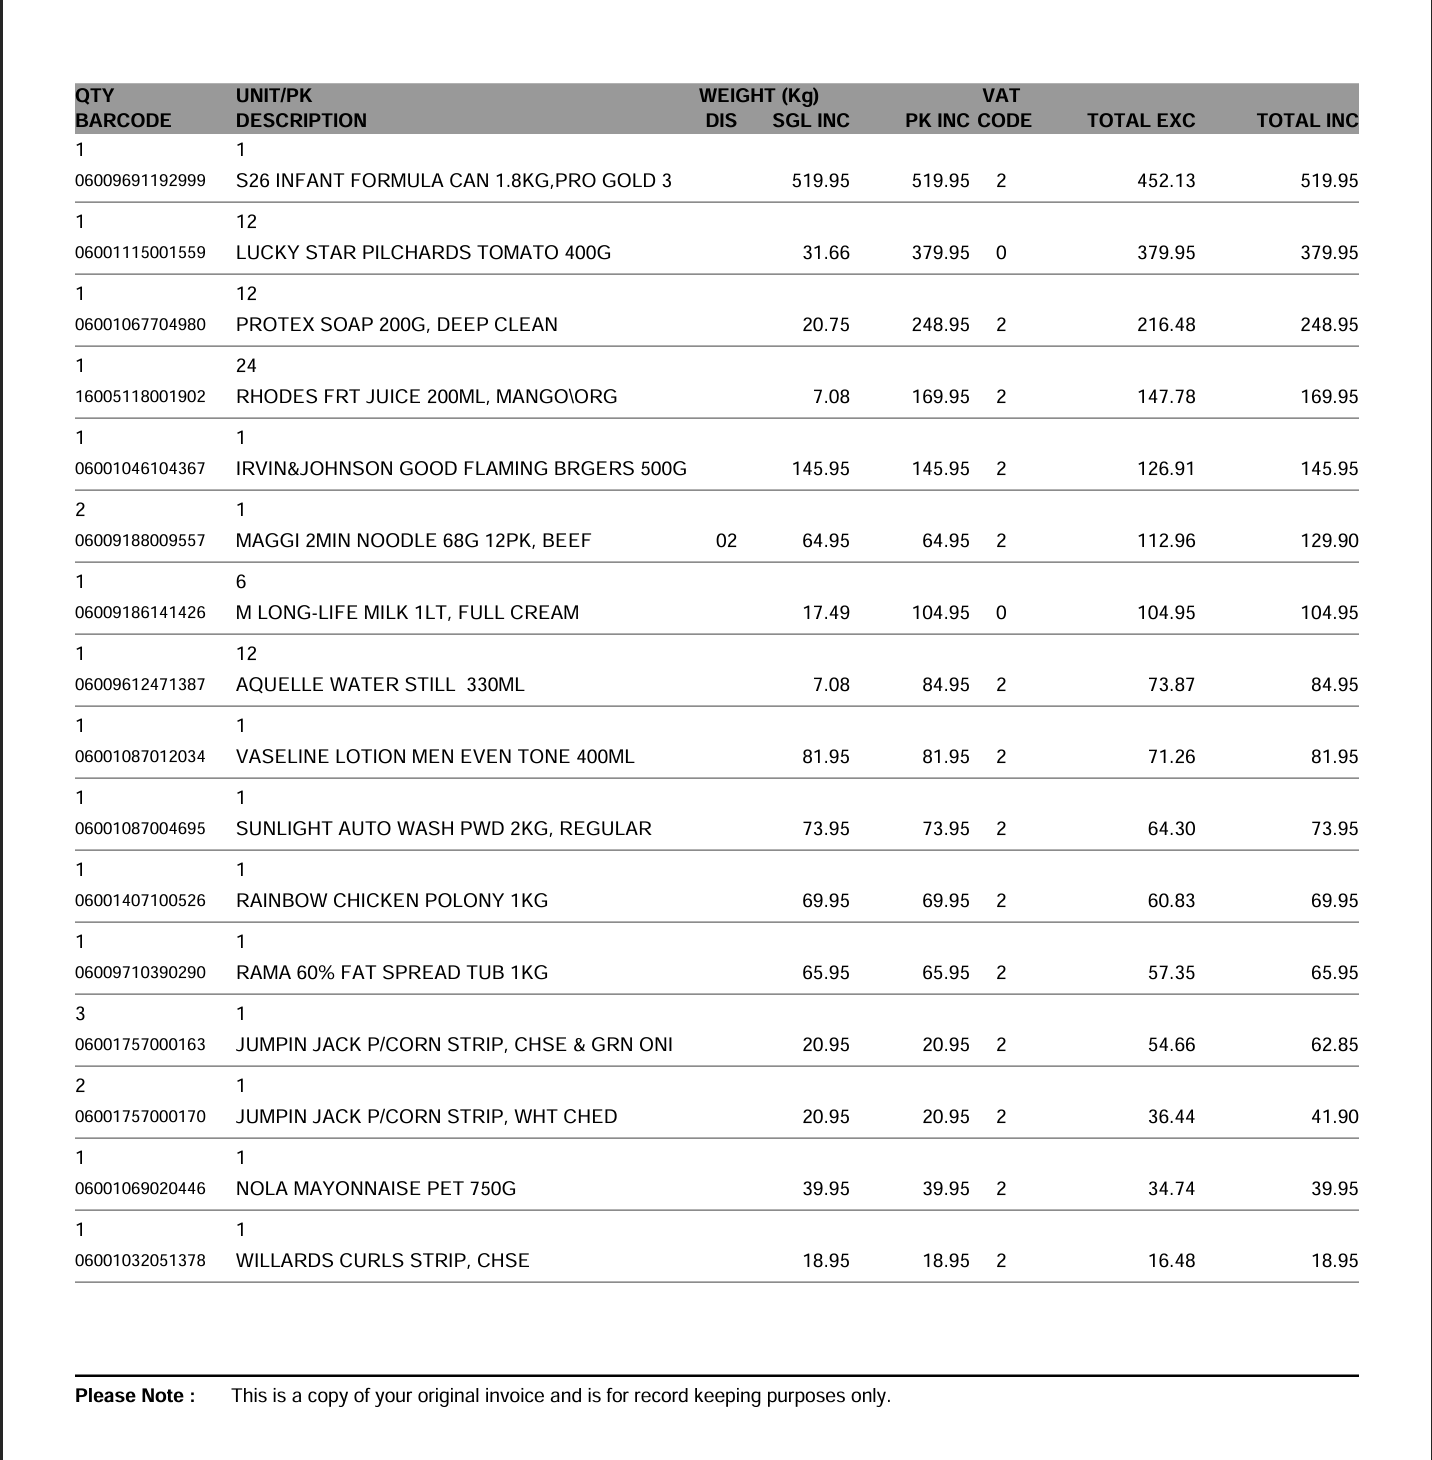 QTY UNIT/PK WEIGHT (Kg) VAT
BARCODE DESCRIPTION DIS SGL INC PK INC CODE TOTAL EXC TOTAL INC
1 1
06009691192999 S26 INFANT FORMULA CAN 1.8KG,PRO GOLD 3 519.95 519.95 2 452.13 519.95
1 12
06001115001559 LUCKY STAR PILCHARDS TOMATO 400G 31.66 379.95 0 379.95 379.95
1 12
06001067704980 PROTEX SOAP 200G, DEEP CLEAN 20.75 248.95 2 216.48 248.95
1 24
16005118001902 RHODES FRT JUICE 200ML, MANGO\ORG 7.08 169.95 2 147.78 169.95
1 1
06001046104367 IRVIN&JOHNSON GOOD FLAMING BRGERS 500G 145.95 145.95 2 126.91 145.95
2 1
06009188009557 MAGGI 2MIN NOODLE 68G 12PK, BEEF 02 64.95 64.95 2 112.96 129.90
1 6
06009186141426 M LONG-LIFE MILK 1LT, FULL CREAM 17.49 104.95 0 104.95 104.95
1 12
06009612471387 AQUELLE WATER STILL  330ML 7.08 84.95 2 73.87 84.95
1 1
06001087012034 VASELINE LOTION MEN EVEN TONE 400ML 81.95 81.95 2 71.26 81.95
1 1
06001087004695 SUNLIGHT AUTO WASH PWD 2KG, REGULAR 73.95 73.95 2 64.30 73.95
1 1
06001407100526 RAINBOW CHICKEN POLONY 1KG 69.95 69.95 2 60.83 69.95
1 1
06009710390290 RAMA 60% FAT SPREAD TUB 1KG 65.95 65.95 2 57.35 65.95
3 1
06001757000163 JUMPIN JACK P/CORN STRIP, CHSE & GRN ONI 20.95 20.95 2 54.66 62.85
2 1
06001757000170 JUMPIN JACK P/CORN STRIP, WHT CHED 20.95 20.95 2 36.44 41.90
1 1
06001069020446 NOLA MAYONNAISE PET 750G 39.95 39.95 2 34.74 39.95
1 1
06001032051378 WILLARDS CURLS STRIP, CHSE 18.95 18.95 2 16.48 18.95
Please Note : This is a copy of your original invoice and is for record keeping purposes only.